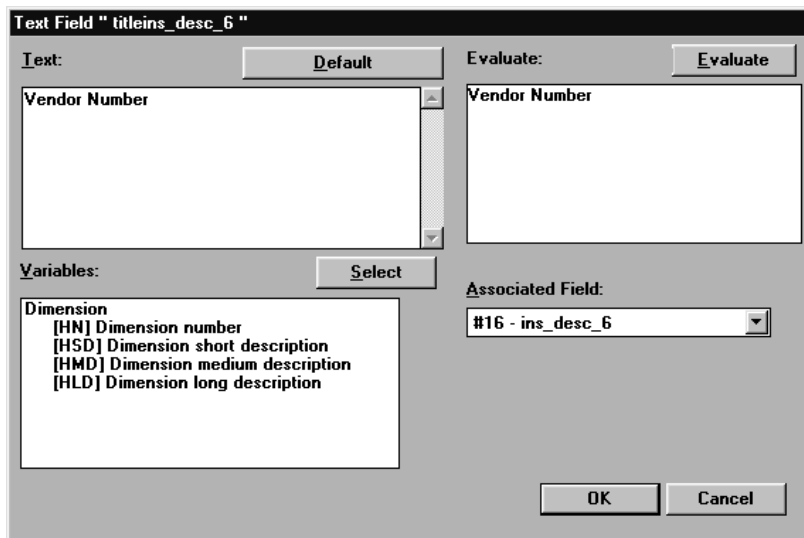 Text Field " titleins_desc_6 "
Text:
Default
Vendor Number
Evaluate:
Evaluate
Vendor Number
Variables:
Select
Dimension
[HN] Dimension number
[HSD] Dimension short description
[HMD] Dimension medium description
[HLD] Dimension long description
Associated Field:
#16 - ins_desc_6
OK
Cancel